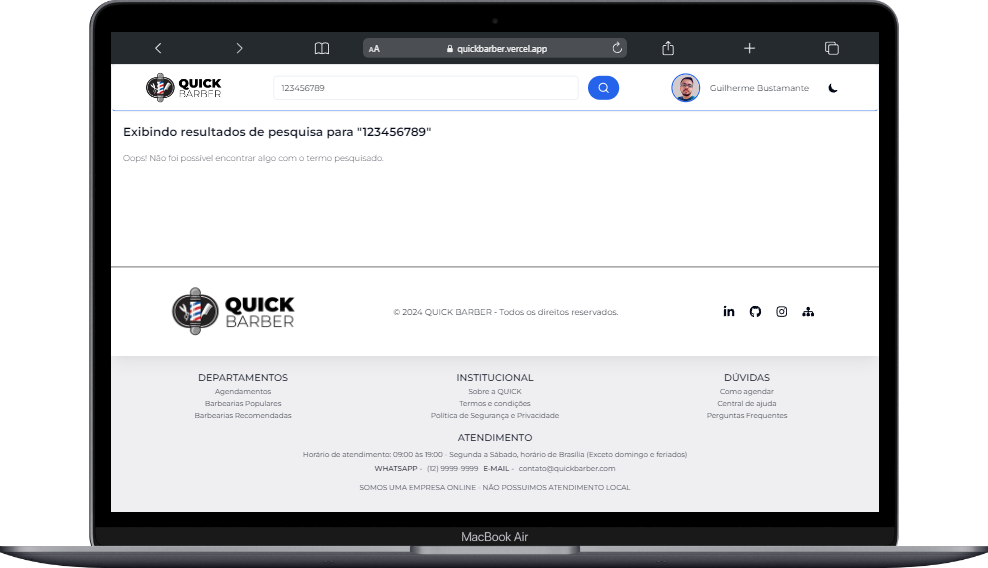 AA quickbarber.vercel.app
QUICK
BARBER
123456789
Guilherme Bustamante
Exibindo resultados de pesquisa para "123456789"
Oops! Não foi possível encontrar algo com o termo pesquisado.
QUICK
BARBER
© 2024 QUICK BARBER - Todos os direitos reservados.
in
DEPARTAMENTOS
Agendamentos
Barbearias Populares
Barbearias Recomendadas
INSTITUCIONAL
Sobre a QUICK
Termos e condições
Política de Segurança e Privacidade
DÚVIDAS
Como agendar
Central de ajuda
Perguntas Frequentes
ATENDIMENTO
Horário de atendimento: 09:00 às 19:00 - Segunda a Sábado, horário de Brasília (Exceto domingo e feriados)
WHATSAPP - (12) 9999-9999 E-MAIL - contato@quickbarber.com
SOMOS UMA EMPRESA ONLINE - NÃO POSSUIMOS ATENDIMENTO LOCAL
MacBook Air